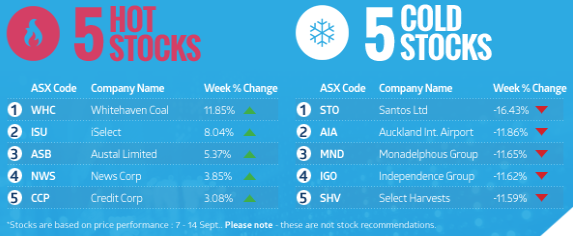 5 HOT STOCKS
ASX Code Company Name Week % Change
1 WHC Whitehaven Coal 11.85%
2 ISU iSelect 8.04%
3 ASB Austal Limited 5.37%
4 NWS News Corp 3.85%
5 CCP Credit Corp 3.08%
5 COLD STOCKS
ASX Code Company Name Week % Change
1 STO Santos Ltd -16.43%
2 AIA Auckland Int. Airport -11.86%
3 MND Monadelphous Group -11.65%
4 IGO Independence Group -11.62%
5 SHV Select Harvests -11.59%
*Stocks are based on price performance : 7 - 14 Sept.. Please note - these are not stock recommendations.